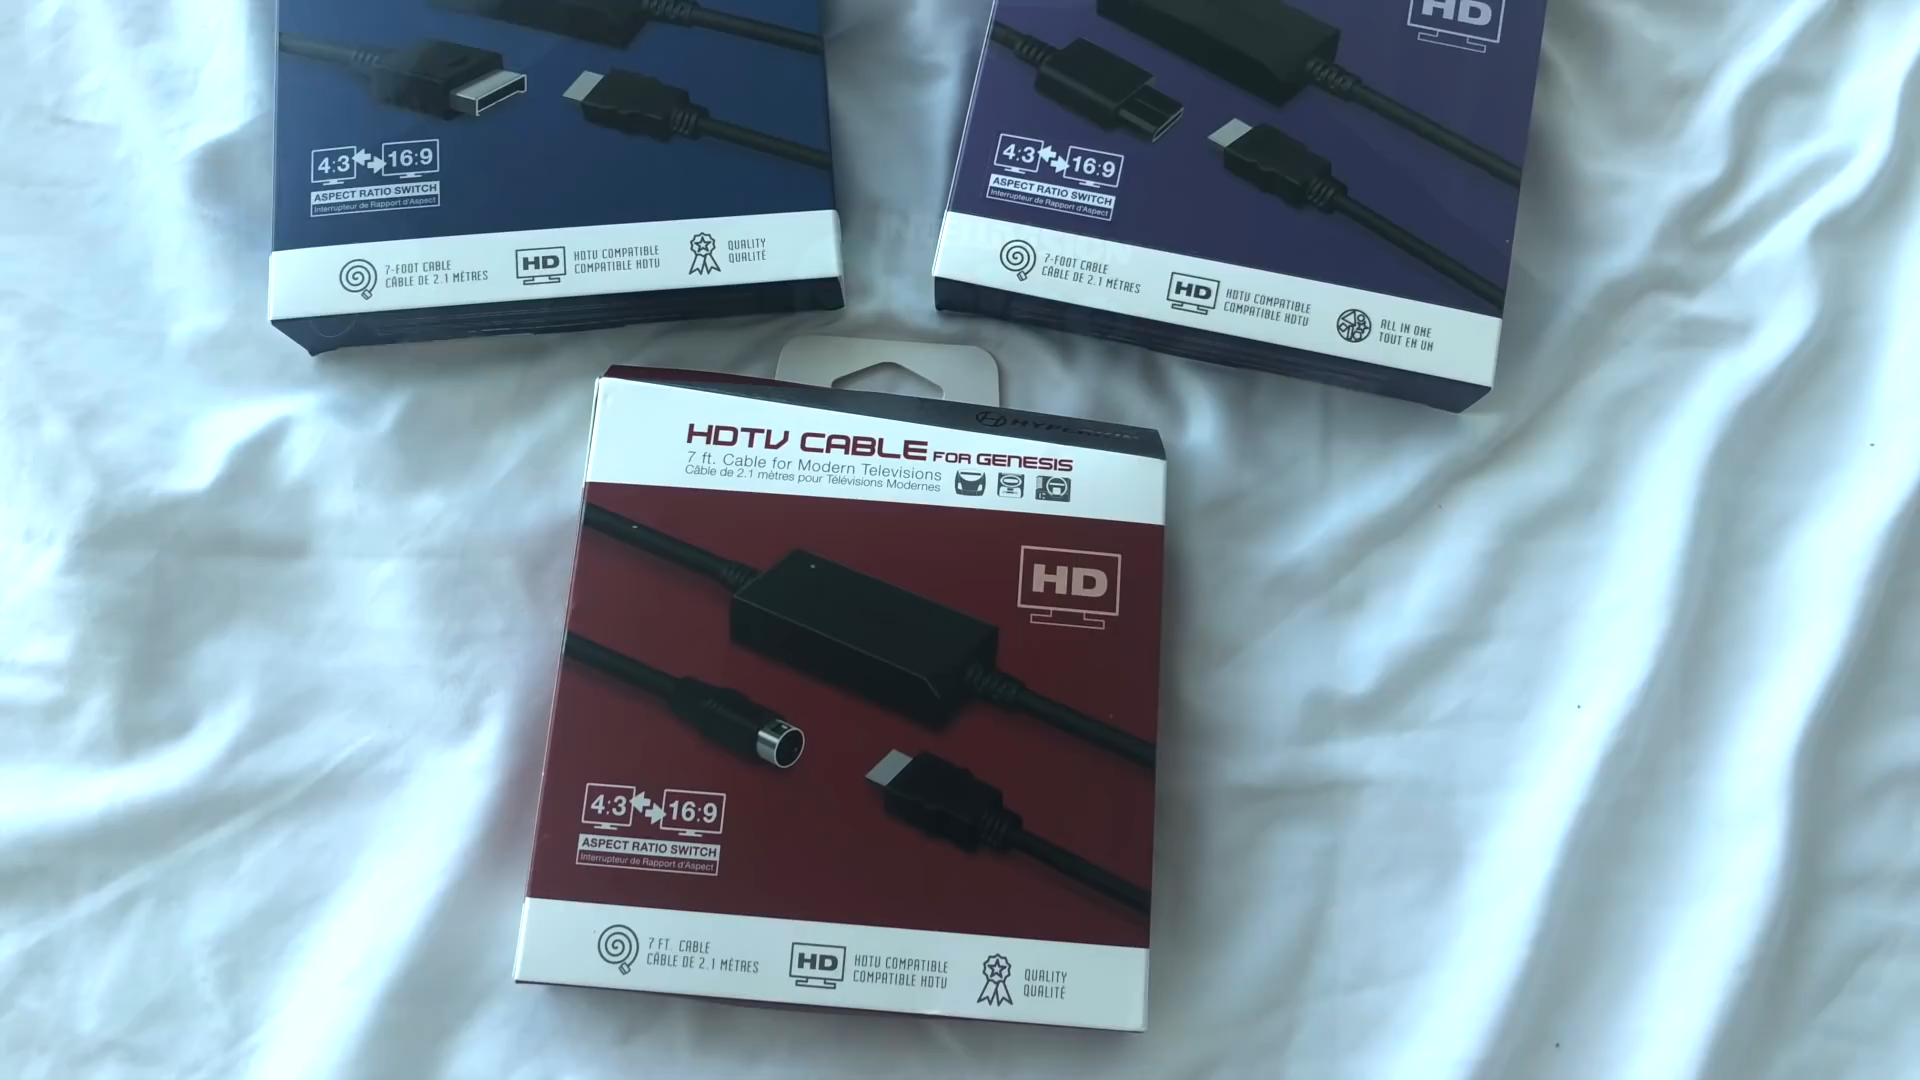 4:3 16:9
ASPECT RATIO SWITCH
Interrupteur de Rapport d'Aspect
7-FOOT CABLE
CÂBLE DE 2.1 MÈTRES
HD
HDTV COMPATIBLE
COMPATIBLE HDTV
QUALITY
QUALITÉ
HD
4:3 16:9
ASPECT RATIO SWITCH
Interrupteur de Rapport d'Aspect
7-FOOT CABLE
CÂBLE DE 2.1 MÈTRES
HD
HDTV COMPATIBLE
COMPATIBLE HDTV
ALL IN ONE
TOUT EN UN
HYPERKIN
HDTV CABLE FOR GENESIS
7 ft. Cable for Modern Televisions
Câble de 2.1 mètres pour Télévisions Modernes
HD
4:3 16:9
ASPECT RATIO SWITCH
Interrupteur de Rapport d'Aspect
7 FT. CABLE
CÂBLE DE 2.1 MÈTRES
HD
HDTV COMPATIBLE
COMPATIBLE HDTV
QUALITY
QUALITÉ